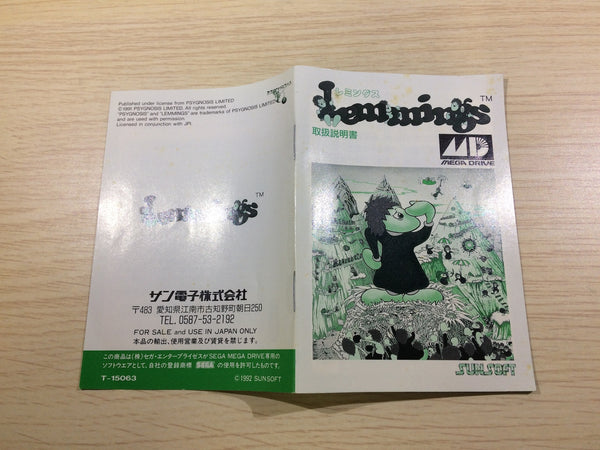 Published under license from PSYGNOSIS LIMITED
©1991 PSYGNOSIS LIMITED. All rights reserved.
"PSYGNOSIS" and "LEMMINGS" are trademarks of PSYGNOSIS LIMITED
and are used with permission.
Licensed in conjunction with JPI.
Lemmings TM
サン電子株式会社
〒483 愛知県江南市古知野町朝日250
TEL. 0587-53-2192
FOR SALE and USE IN JAPAN ONLY
本品の輸出、使用営業及び賃貸を禁じます。
この商品は(株)セガ・エンタープライゼスがSEGA MEGA DRIVE専用の
ソフトウエアとして、自社の登録商標 SEGA の使用を許可したものです。
T-15063
© 1992 SUNSOFT
レミングス
Lemmings TM
取扱説明書
MD
MEGA DRIVE
SUNSOFT